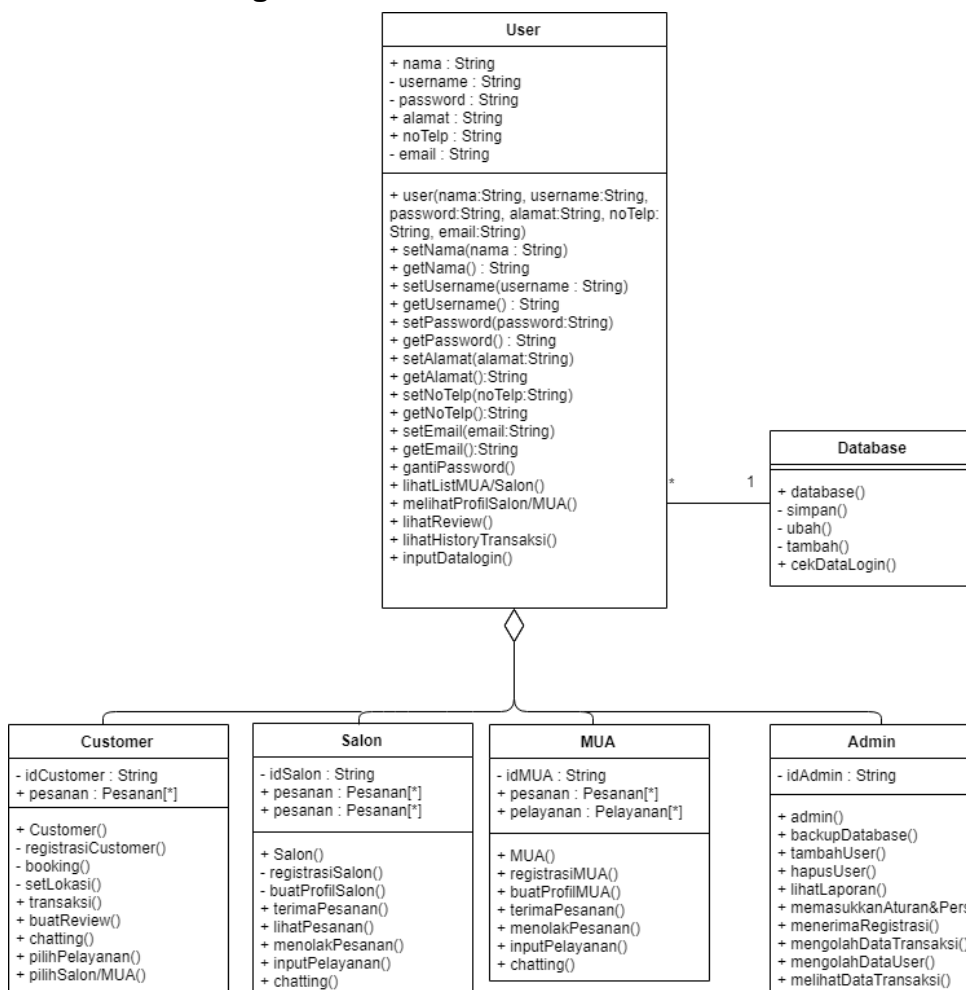 User
+ nama : String
- username : String
- password : String
+ alamat : String
+ noTelp : String
- email : String
+ user(nama:String, username:String,
password:String, alamat:String, noTelp:
String, email:String)
+ setNama(nama : String)
+ getNama() : String
+ setUsername(username : String)
+ getUsername() : String
+ setPassword(password:String)
+ getPassword() : String
+ setAlamat(alamat:String)
+ getAlamat():String
+ setNoTelp(noTelp:String)
+ getNoTelp():String
+ setEmail(email:String)
+ getEmail():String
+ gantiPassword()
+ lihatListMUA/Salon()
+ melihatProfilSalon/MUA()
+ lihatReview()
+ lihatHistoryTransaksi()
+ inputDatalogin()
* 1
Database
+ database()
- simpan()
- ubah()
- tambah()
+ cekDataLogin()
Customer
- idCustomer : String
+ pesanan : Pesanan[*]
+ Customer()
- registrasiCustomer()
- booking()
- setLokasi()
+ transaksi()
+ buatReview()
+ chatting()
+ pilihPelayanan()
+ pilihSalon/MUA()
Salon
- idSalon : String
+ pesanan : Pesanan[*]
+ pesanan : Pesanan[*]
+ Salon()
- registrasiSalon()
- buatProfilSalon()
+ terimaPesanan()
+ lihatPesanan()
+ menolakPesanan()
+ inputPelayanan()
+ chatting()
MUA
- idMUA : String
+ pesanan : Pesanan[*]
+ pelayanan : Pelayanan[*]
+ MUA()
+ registrasiMUA()
+ buatProfilMUA()
+ terimaPesanan()
+ menolakPesanan()
+ inputPelayanan()
+ chatting()
Admin
- idAdmin : String
+ admin()
+ backupDatabase()
+ tambahUser()
+ hapusUser()
+ lihatLaporan()
+ memasukkanAturan&Pers
+ menerimaRegistrasi()
+ mengolahDataTransaksi()
+ mengolahDataUser()
+ melihatDataTransaksi()